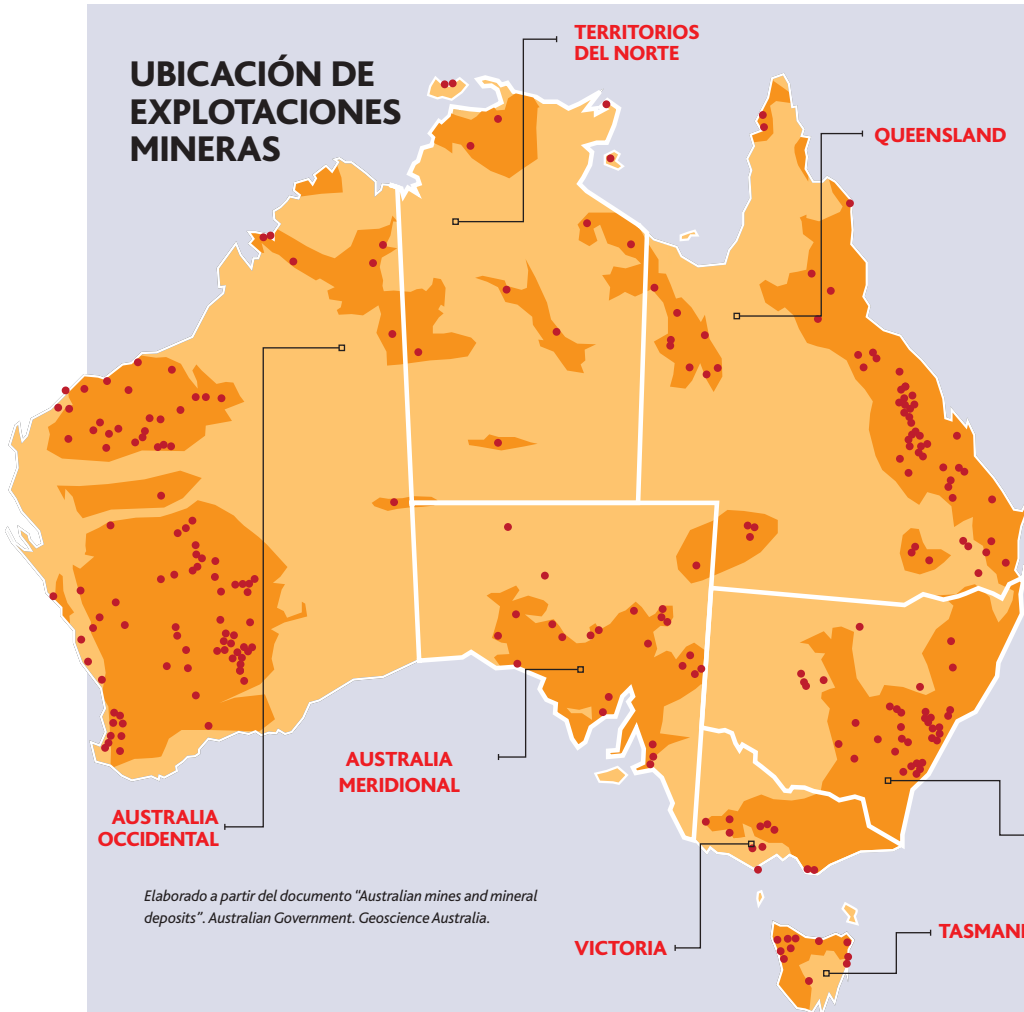 UBICACIÓN DE
EXPLOTACIONES
MINERAS
TERRITORIOS
DEL NORTE
QUEENSLAND
AUSTRALIA
MERIDIONAL
AUSTRALIA
OCCIDENTAL
Elaborado a partir del documento "Australian mines and mineral
deposits". Australian Government. Geoscience Australia.
VICTORIA
TASMANI